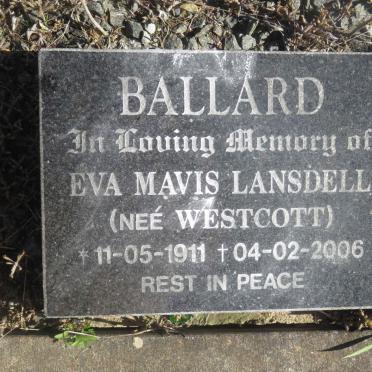 BALLARD
In Loving Memory of
EVA MAVIS LANSDELL
(NEÉ WESTCOTT)
* 11-05-1911 † 04-02-2006
REST IN PEACE